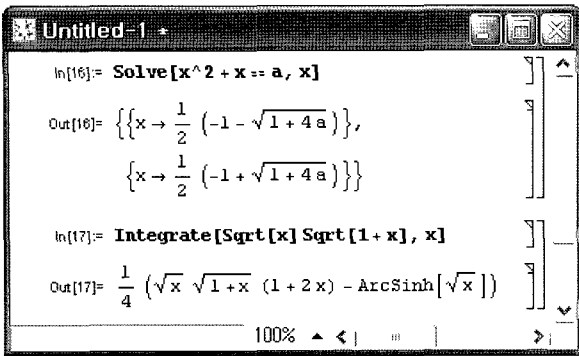 Untitled-1 *
In[16]:= Solve[x^2 + x == a, x]
Out[16]= {{x → 1/2 (-1 - √(1 + 4 a))},
{x → 1/2 (-1 + √(1 + 4 a))}}
In[17]:= Integrate[Sqrt[x] Sqrt[1 + x], x]
Out[17]= 1/4 (√x √(1 + x) (1 + 2 x) - ArcSinh[√x])
100%